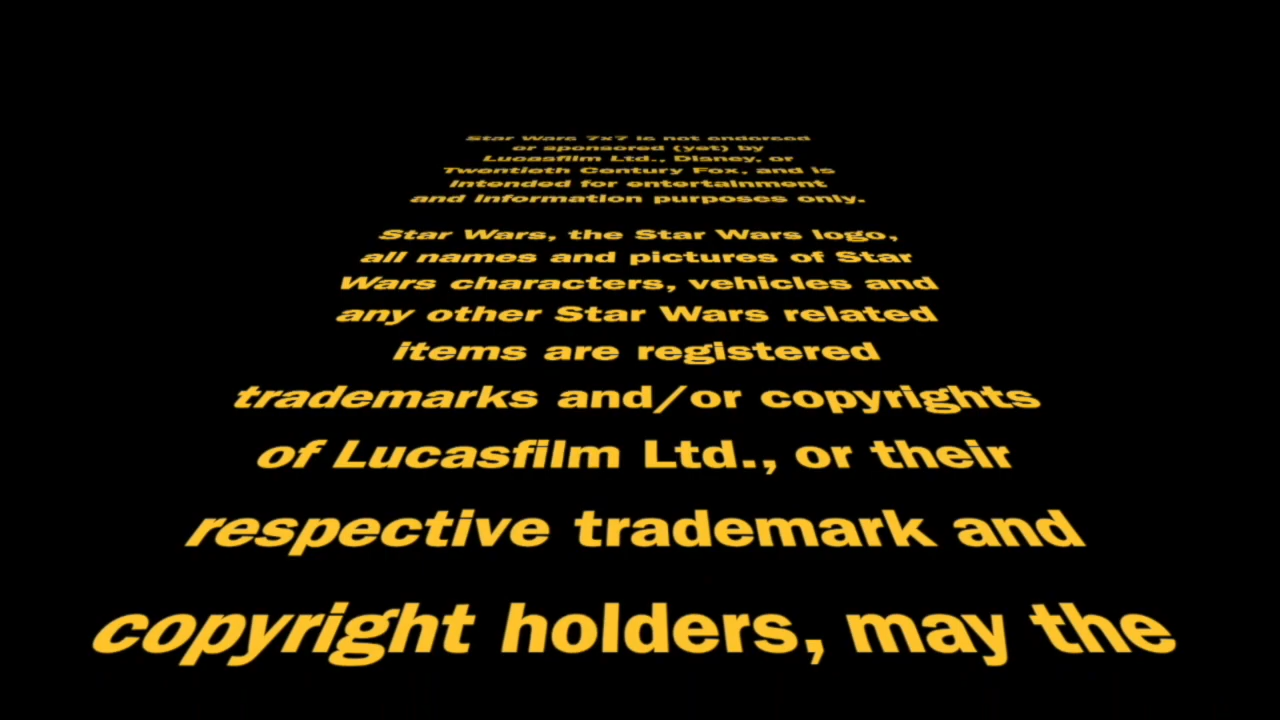 Star Wars 7x7 is not endorsed
or sponsored (yet) by
Lucasfilm Ltd., Disney, or
Twentieth Century Fox, and is
intended for entertainment
and information purposes only.
Star Wars, the Star Wars logo,
all names and pictures of Star
Wars characters, vehicles and
any other Star Wars related
items are registered
trademarks and/or copyrights
of Lucasfilm Ltd., or their
respective trademark and
copyright holders, may the